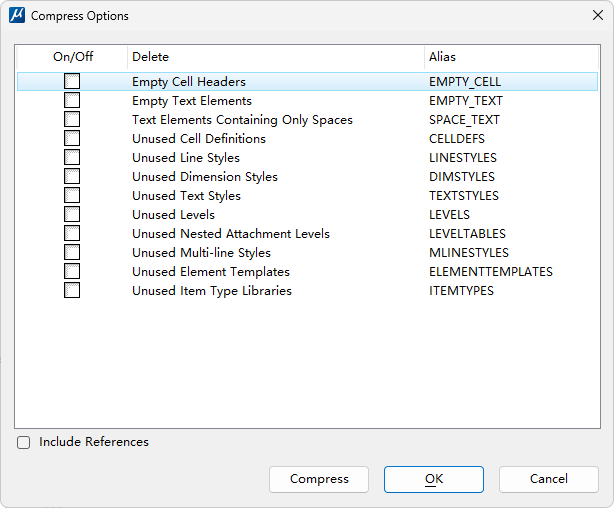 Compress Options
On/Off Delete Alias
Empty Cell Headers EMPTY_CELL
Empty Text Elements EMPTY_TEXT
Text Elements Containing Only Spaces SPACE_TEXT
Unused Cell Definitions CELLDEFS
Unused Line Styles LINESTYLES
Unused Dimension Styles DIMSTYLES
Unused Text Styles TEXTSTYLES
Unused Levels LEVELS
Unused Nested Attachment Levels LEVELTABLES
Unused Multi-line Styles MLINESTYLES
Unused Element Templates ELEMENTTEMPLATES
Unused Item Type Libraries ITEMTYPES
Include References
Compress OK Cancel